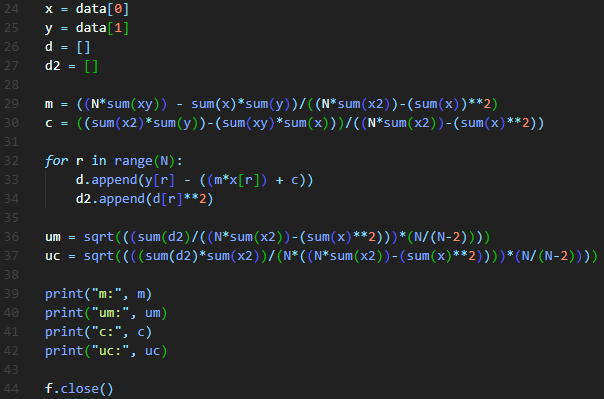 24 x = data[0]
25 y = data[1]
26 d = []
27 d2 = []
28
29 m = ((N*sum(xy)) - sum(x)*sum(y))/((N*sum(x2))-(sum(x))**2)
30 c = ((sum(x2)*sum(y))-(sum(xy)*sum(x)))/((N*sum(x2))-(sum(x)**2))
31
32 for r in range(N):
33     d.append(y[r] - ((m*x[r]) + c))
34     d2.append(d[r]**2)
35
36 um = sqrt(((sum(d2)/((N*sum(x2))-(sum(x)**2)))*(N/(N-2))))
37 uc = sqrt((((sum(d2)*sum(x2))/(N*((N*sum(x2))-(sum(x)**2))))*(N/(N-2))))
38
39 print("m:", m)
40 print("um:", um)
41 print("c:", c)
42 print("uc:", uc)
43
44 f.close()